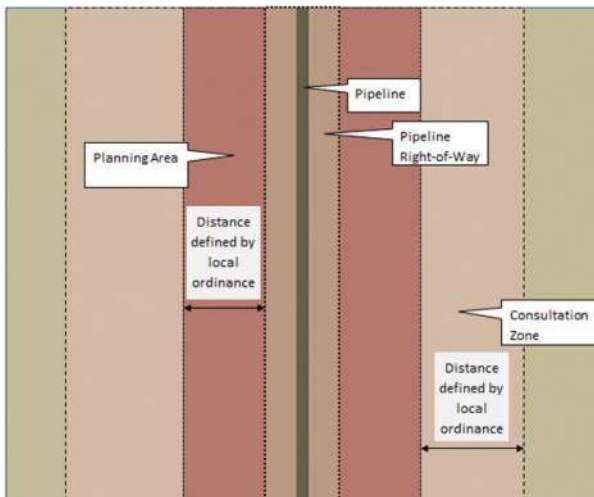 Pipeline
Pipeline
Right-of-Way
Planning Area
Distance
defined by
local
ordinance
Consultation
Zone
Distance
defined by
local
ordinance